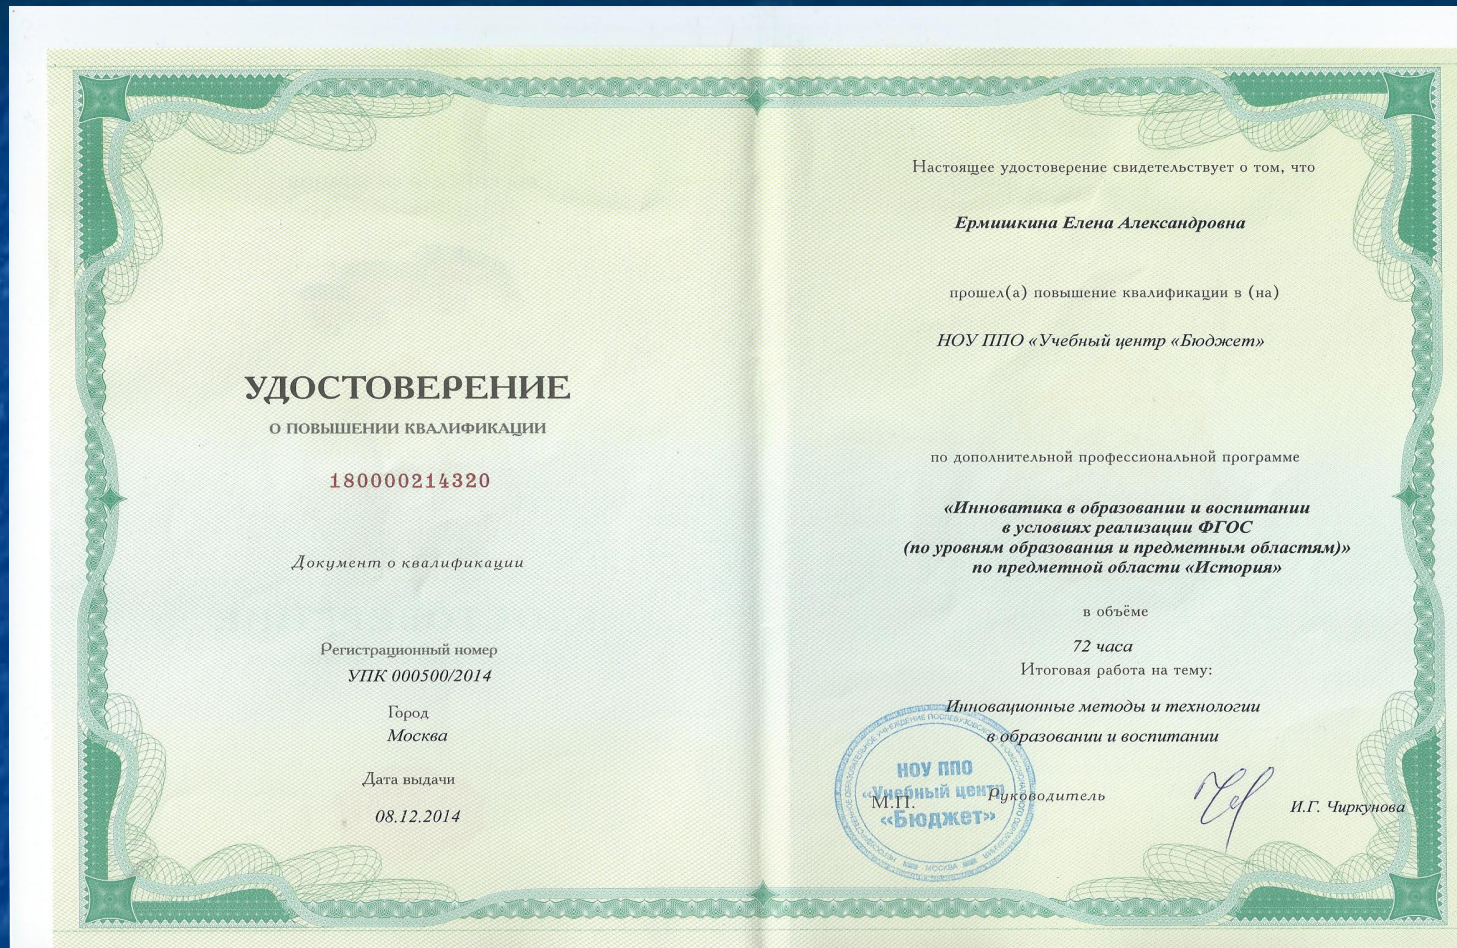 УДОСТОВЕРЕНИЕ
О ПОВЫШЕНИИ КВАЛИФИКАЦИИ
180000214320
Документ о квалификации
Регистрационный номер
УПК 000500/2014
Город
Москва
Дата выдачи
08.12.2014
Настоящее удостоверение свидетельствует о том, что
Ермишкина Елена Александровна
прошел(а) повышение квалификации в (на)
НОУ ППО «Учебный центр «Бюджет»
по дополнительной профессиональной программе
«Инноватика в образовании и воспитании
в условиях реализации ФГОС
(по уровням образования и предметным областям)»
по предметной области «История»
в объёме
72 часа
Итоговая работа на тему:
Инновационные методы и технологии
в образовании и воспитании
НОУ ППО
«Учебный центр
«Бюджет»
МОСКВА
М.П.
Руководитель
И.Г. Чиркунова